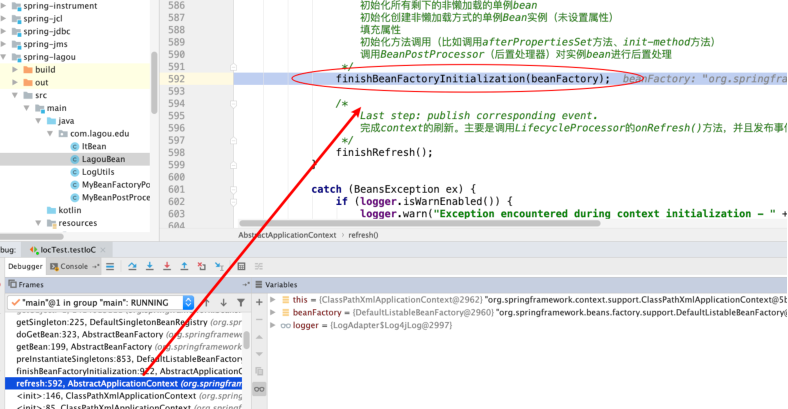 spring-instrument
spring-jcl
spring-jdbc
spring-jms
spring-lagou
build
out
src
main
java
com.lagou.edu
ItBean
LagouBean
LogUtils
MyBeanFactoryPo
MyBeanPostProce
kotlin
resources
586 初始化所有剩下的非懒加载的单例bean
587 初始化创建非懒加载方式的单例Bean实例（未设置属性）
588 填充属性
589 初始化方法调用（比如调用afterPropertiesSet方法、init-method方法）
590 调用BeanPostProcessor（后置处理器）对实例bean进行后置处理
591 */
592 finishBeanFactoryInitialization(beanFactory); beanFactory: "org.springfra
593
594 /*
595 Last step: publish corresponding event.
596 完成context的刷新。主要是调用LifecycleProcessor的onRefresh()方法，并且发布事件
597 */
598 finishRefresh();
599 }
600
601 catch (BeansException ex) {
602 if (logger.isWarnEnabled()) {
603 logger.warn("Exception encountered during context initialization - " +
604
AbstractApplicationContext › refresh()
bug: IocTest.testIoC ×
Debugger Console
Frames
"main"@1 in group "main": RUNNING
getSingleton:225, DefaultSingletonBeanRegistry (org.spr
doGetBean:323, AbstractBeanFactory (org.springframew
getBean:199, AbstractBeanFactory (org.springframework
preInstantiateSingletons:853, DefaultListableBeanFacto
finishBeanFactoryInitialization:922, AbstractApplicationC
refresh:592, AbstractApplicationContext (org.springfram
<init>:146, ClassPathXmlApplicationContext (org.spring
<init>:85, ClassPathXmlApplicationContext (org.springf
Variables
this = {ClassPathXmlApplicationContext@2962} "org.springframework.context.support.ClassPathXmlApplicationContext@5b
beanFactory = {DefaultListableBeanFactory@2960} "org.springframework.beans.factory.support.DefaultListableBeanFactory@
logger = {LogAdapter$Log4jLog@2997}